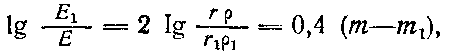 lg E₁/E = 2 lg rρ/r₁ρ₁ = 0,4 (m—m₁),